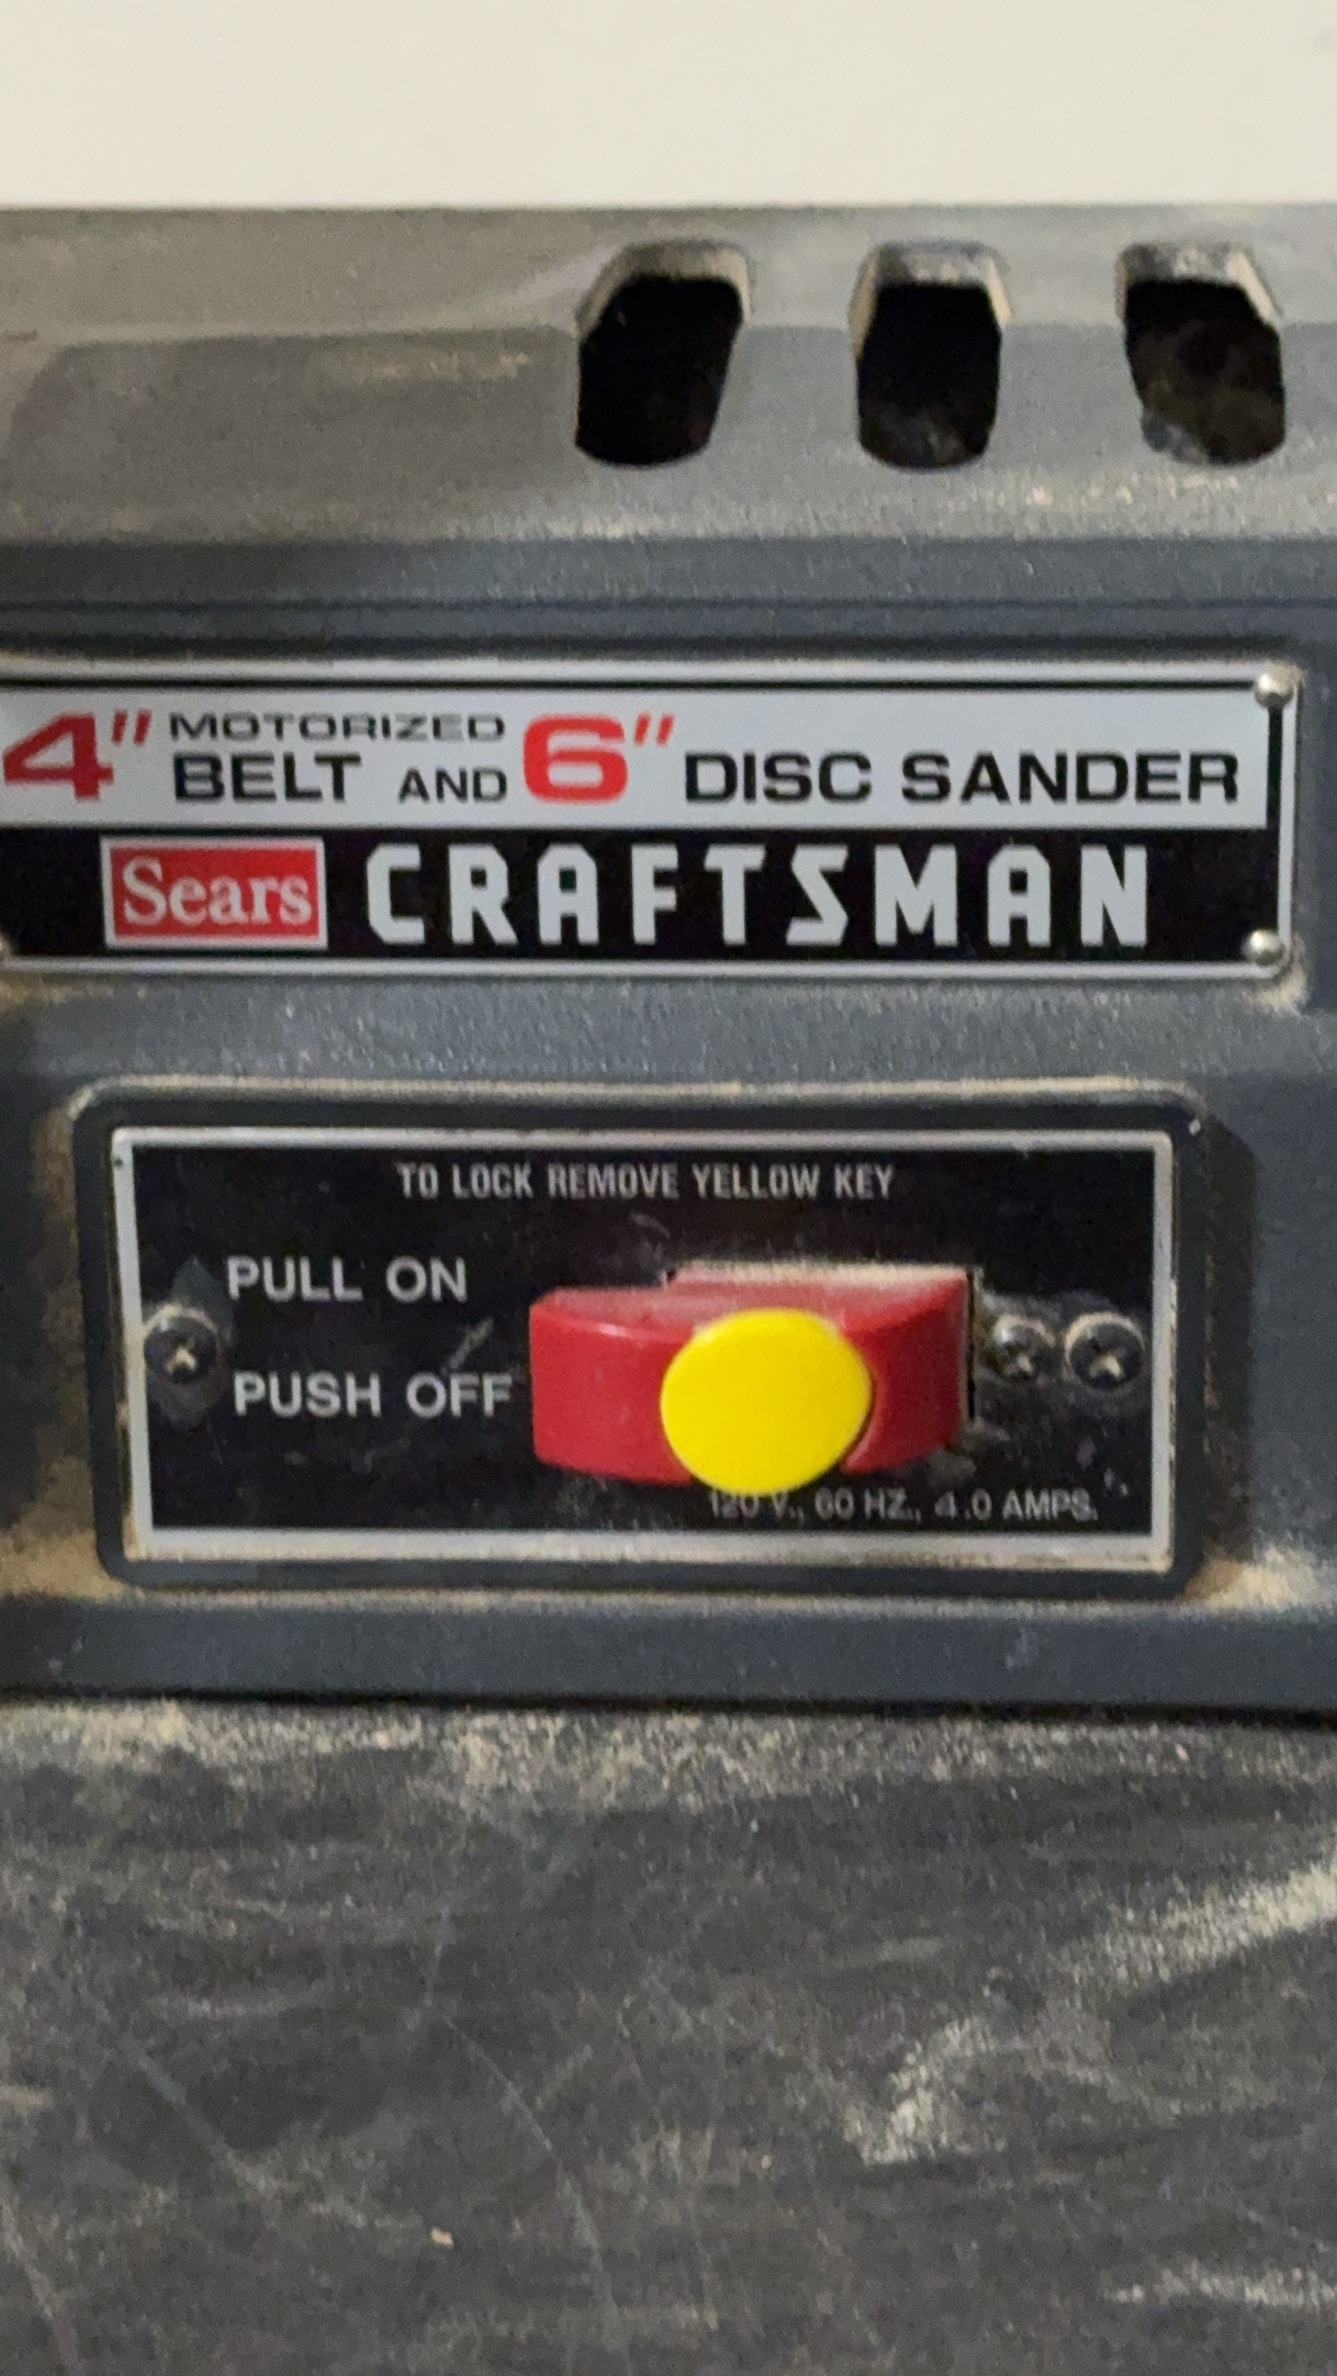 4" MOTORIZED BELT AND 6" DISC SANDER
Sears CRAFTSMAN
TO LOCK REMOVE YELLOW KEY
PULL ON
PUSH OFF
120 V., 60 HZ., 4.0 AMPS.